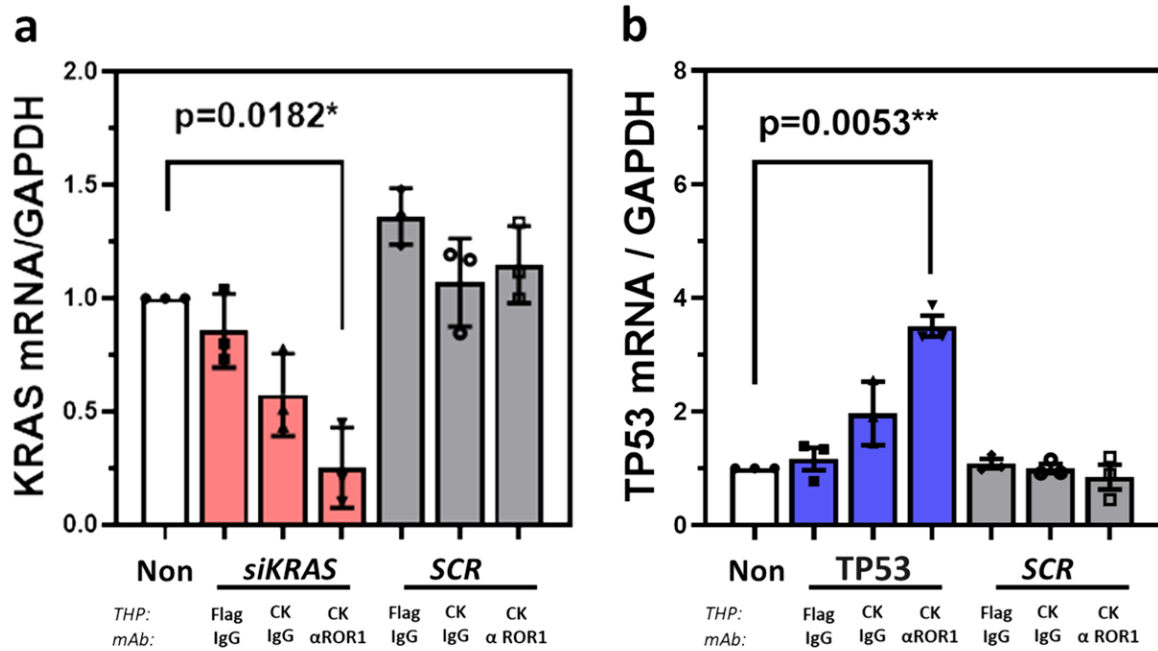 a
KRAS mRNA/GAPDH
2.0
1.5
1.0
0.5
0.0
p=0.0182*
Non siKRAS SCR
THP: Flag CK CK Flag CK CK
mAb: IgG IgG αROR1 IgG IgG α ROR1
b
TP53 mRNA / GAPDH
8
6
4
2
0
p=0.0053**
Non TP53 SCR
THP: Flag CK CK Flag CK CK
mAb: IgG IgG αROR1 IgG IgG α ROR1